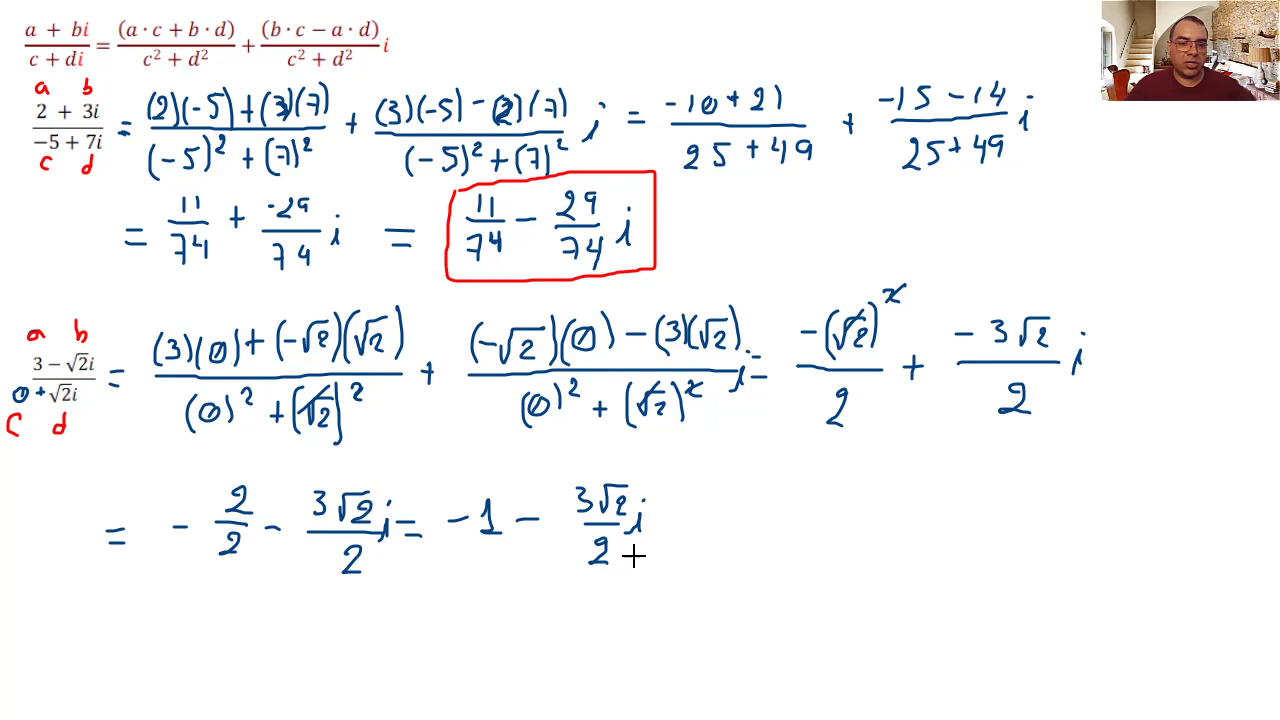 (a + bi)/(c + di) = (a · c + b · d)/(c² + d²) + (b · c − a · d)/(c² + d²) i
a b
(2 + 3i)/(−5 + 7i) = ((2)(-5)+(3)(7))/((-5)²+(7)²) + ((3)(-5)-(2)(7))/((-5)²+(7)²) i = (-10+21)/(25+49) + (-15-14)/(25+49) i
c d
= 11/74 + -29/74 i = 11/74 - 29/74 i
a b
(3 − √2i)/(0 + √2i) = ((3)(0)+(-√2)(√2))/((0)²+(√2)²) + ((-√2)(0)-(3)(√2))/((0)²+(√2)²) i = -(√2)²/2 + -3√2/2 i
c d
= - 2/2 - 3√2/2 i = -1 - 3√2/2 i